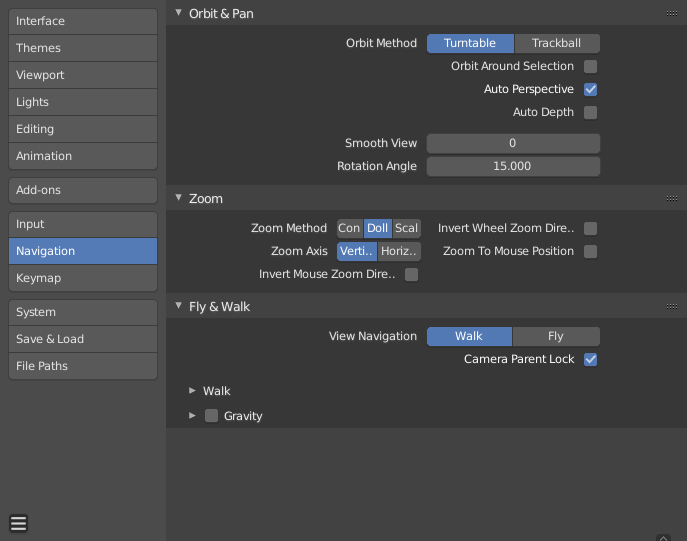 Interface
Themes
Viewport
Lights
Editing
Animation
Add-ons
Input
Navigation
Keymap
System
Save & Load
File Paths
Orbit & Pan
Orbit Method Turntable Trackball
Orbit Around Selection
Auto Perspective
Auto Depth
Smooth View 0
Rotation Angle 15.000
Zoom
Zoom Method Con Doll Scal Invert Wheel Zoom Dire..
Zoom Axis Verti.. Horiz.. Zoom To Mouse Position
Invert Mouse Zoom Dire..
Fly & Walk
View Navigation Walk Fly
Camera Parent Lock
Walk
Gravity